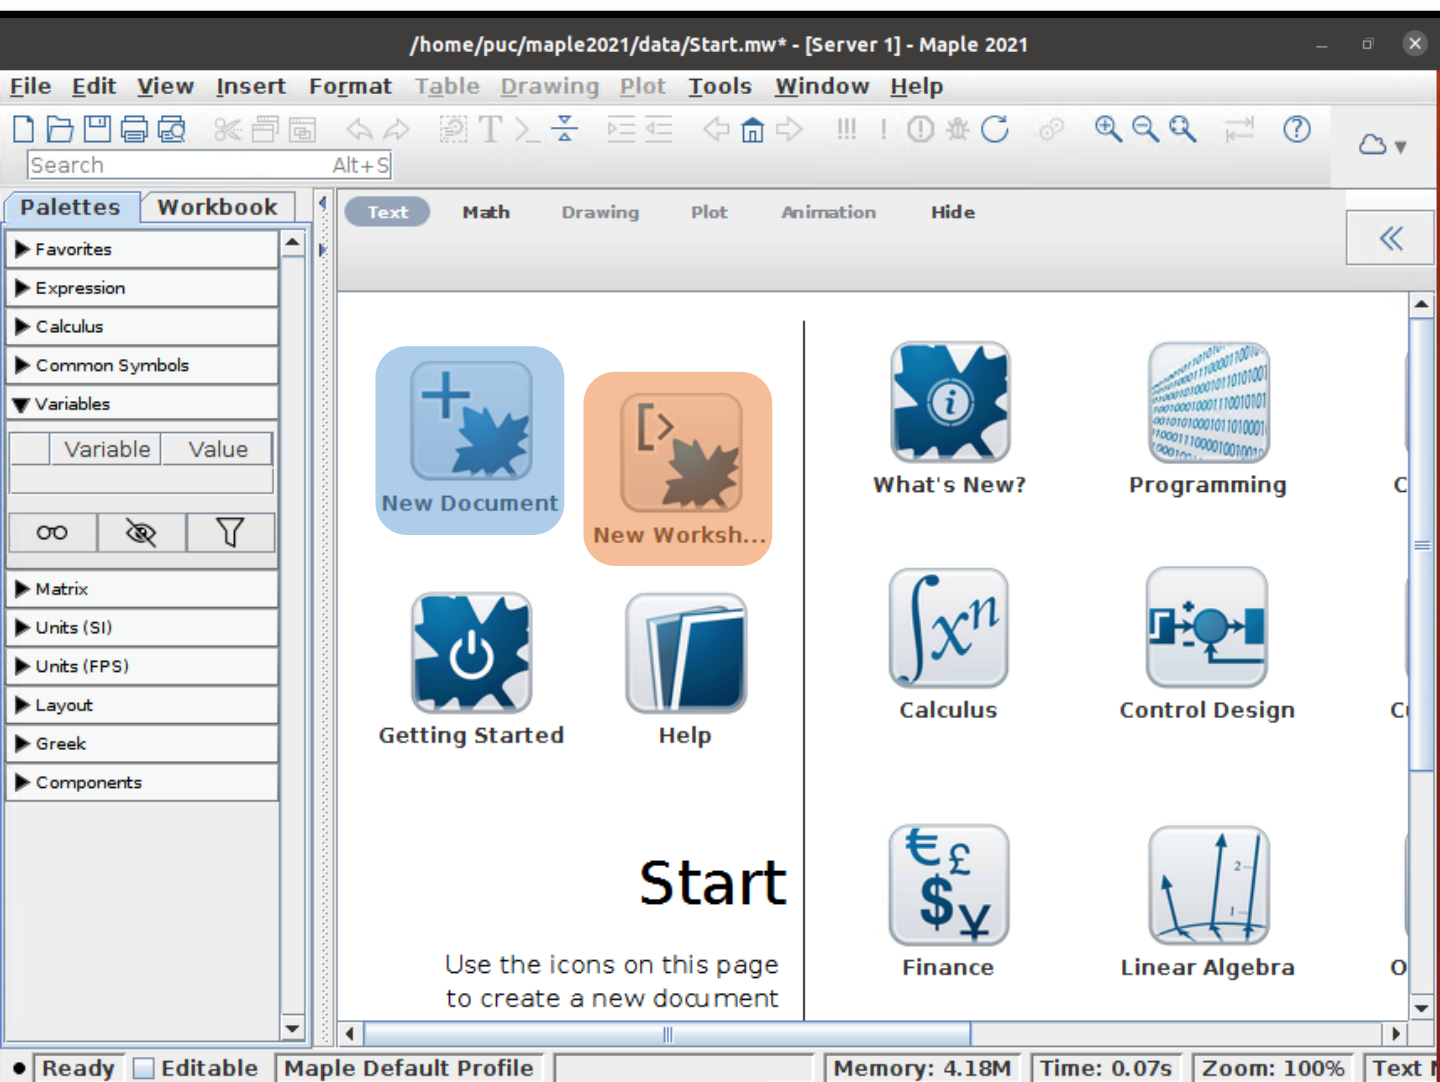 /home/puc/maple2021/data/Start.mw* - [Server 1] - Maple 2021
File Edit View Insert Format Table Drawing Plot Tools Window Help
Search Alt+S
Palettes Workbook
Text Math Drawing Plot Animation Hide
Favorites
Expression
Calculus
Common Symbols
Variables
Variable Value
Matrix
Units (SI)
Units (FPS)
Layout
Greek
Components
New Document
New Worksh...
Getting Started
Help
Start
Use the icons on this page
to create a new document
What's New?
Programming
C
Calculus
Control Design
Finance
Linear Algebra
O
Ready Editable Maple Default Profile Memory: 4.18M Time: 0.07s Zoom: 100% Text